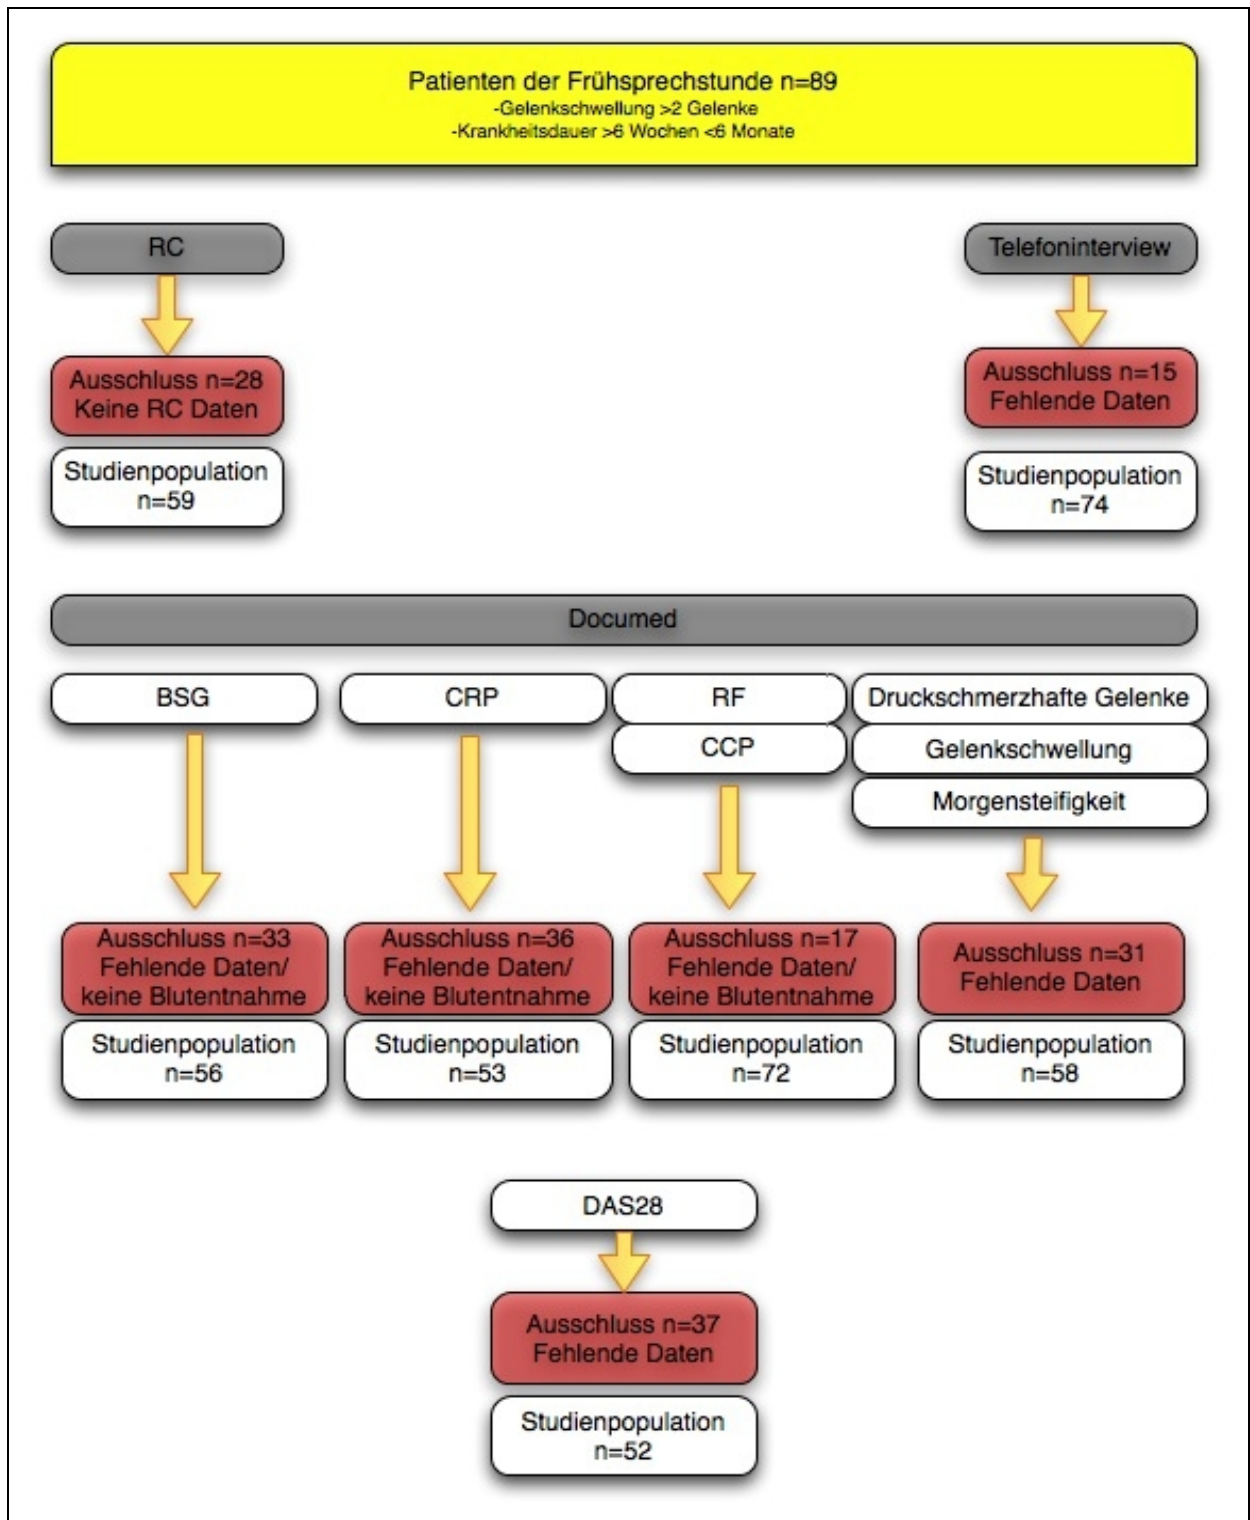 Patienten der Frühsprechstunde n=89
-Gelenkschwellung >2 Gelenke
-Krankheitsdauer >6 Wochen <6 Monate
RC
Telefoninterview
Ausschluss n=28
Keine RC Daten
Ausschluss n=15
Fehlende Daten
Studienpopulation
n=59
Studienpopulation
n=74
Documed
BSG
CRP
RF
CCP
Druckschmerzhafte Gelenke
Gelenkschwellung
Morgensteifigkeit
Ausschluss n=33
Fehlende Daten/
keine Blutentnahme
Ausschluss n=36
Fehlende Daten/
keine Blutentnahme
Ausschluss n=17
Fehlende Daten/
keine Blutentnahme
Ausschluss n=31
Fehlende Daten
Studienpopulation
n=56
Studienpopulation
n=53
Studienpopulation
n=72
Studienpopulation
n=58
DAS28
Ausschluss n=37
Fehlende Daten
Studienpopulation
n=52